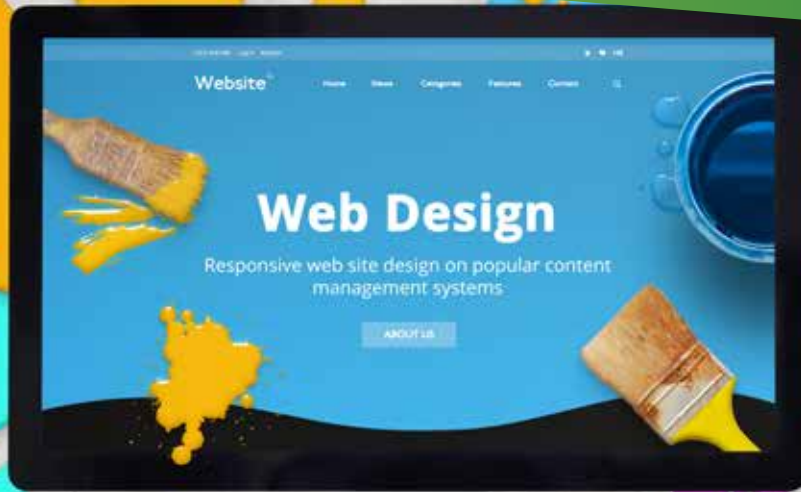 Website
Home News Categories Features Contact
Web Design
Responsive web site design on popular content
management systems
ABOUT US